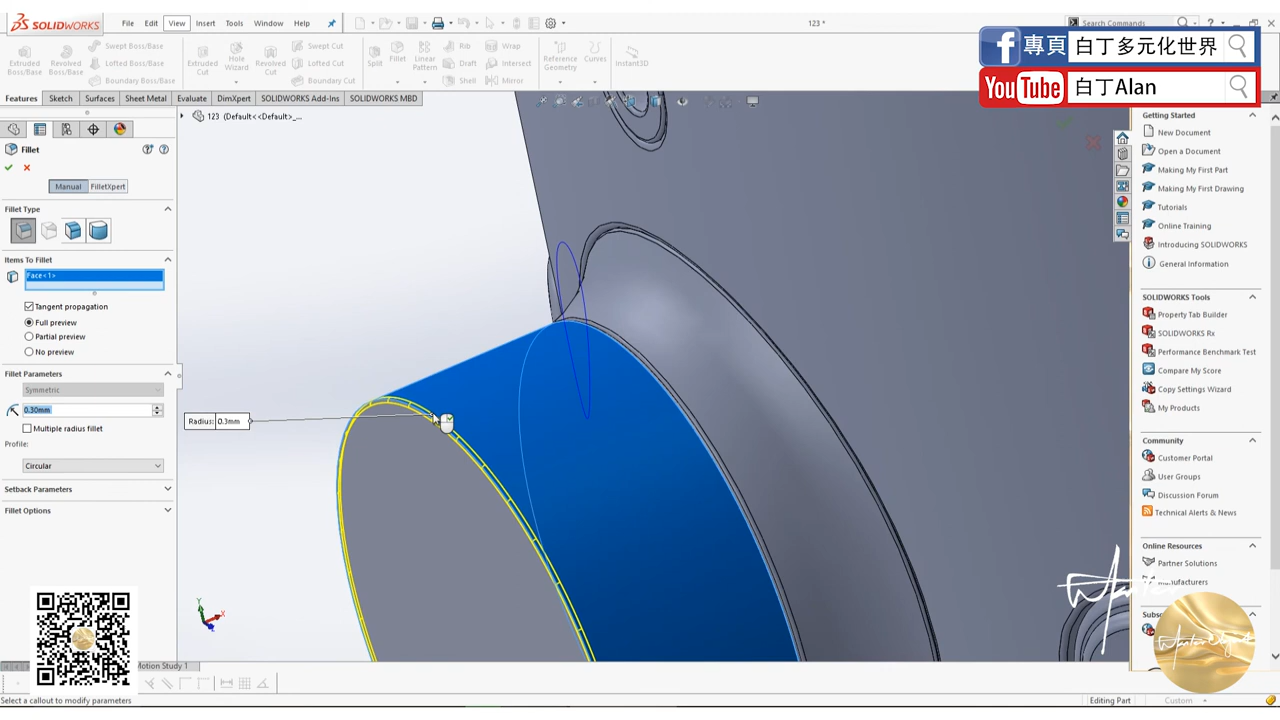 SOLIDWORKS
File Edit View Insert Tools Window Help
123 *
Search Commands
Extruded Boss/Base
Revolved Boss/Base
Swept Boss/Base
Lofted Boss/Base
Boundary Boss/Base
Extruded Cut
Hole Wizard
Revolved Cut
Swept Cut
Lofted Cut
Boundary Cut
Split
Fillet
Linear Pattern
Rib
Draft
Shell
Wrap
Intersect
Mirror
Reference Geometry
Curves
Instant3D
專頁 白丁多元化世界
YouTube 白丁Alan
Features Sketch Surfaces Sheet Metal Evaluate DimXpert SOLIDWORKS Add-Ins SOLIDWORKS MBD
123 (Default<<Default>_...
Fillet
Manual FilletXpert
Fillet Type
Items To Fillet
Face<1>
Tangent propagation
Full preview
Partial preview
No preview
Fillet Parameters
Symmetric
0.30mm
Multiple radius fillet
Profile:
Circular
Setback Parameters
Fillet Options
Radius: 0.3mm
Getting Started
New Document
Open a Document
Making My First Part
Making My First Drawing
Tutorials
Online Training
Introducing SOLIDWORKS
General Information
SOLIDWORKS Tools
Property Tab Builder
SOLIDWORKS Rx
Performance Benchmark Test
Compare My Score
Copy Settings Wizard
My Products
Community
Customer Portal
User Groups
Discussion Forum
Technical Alerts & News
Online Resources
Partner Solutions
Motion Study 1
Select a callout to modify parameters
Editing Part
Custom